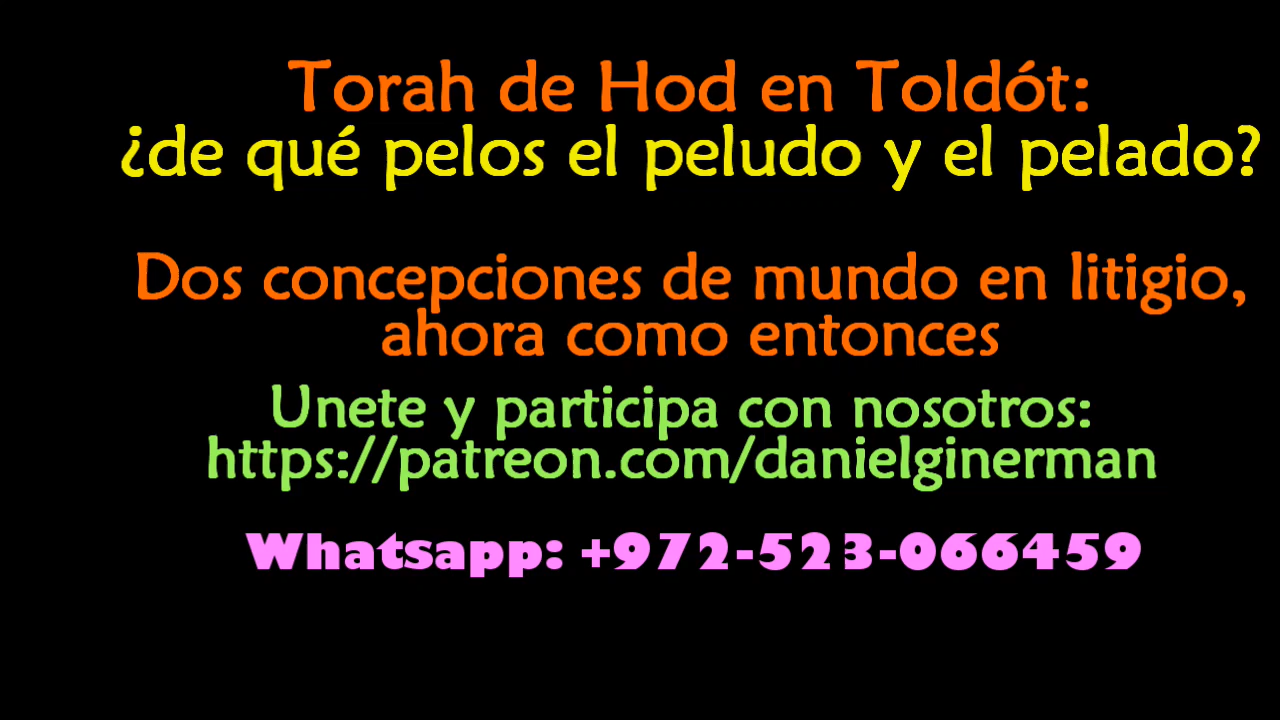 Torah de Hod en Toldót:
¿de qué pelos el peludo y el pelado?
Dos concepciones de mundo en litigio,
ahora como entonces
Unete y participa con nosotros:
https://patreon.com/danielginerman
Whatsapp: +972-523-066459